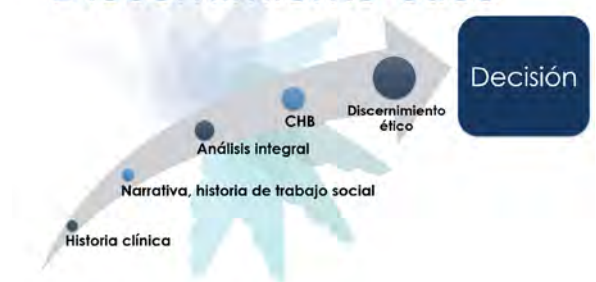 Decisión
Discernimiento
ético
CHB
Análisis integral
Narrativa, historia de trabajo social
Historia clínica